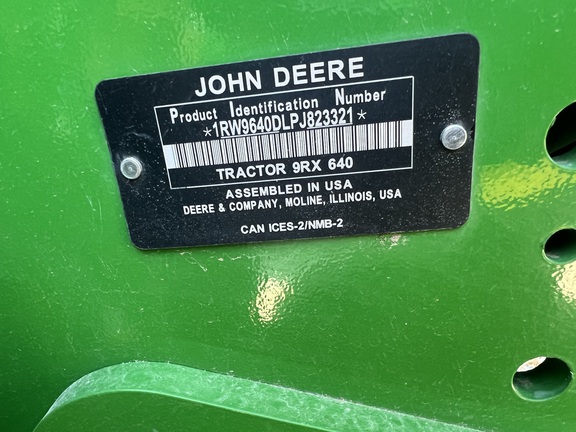 JOHN DEERE
Product Identification Number
*1RW9640DLPJ823321*
TRACTOR 9RX 640
ASSEMBLED IN USA
DEERE & COMPANY, MOLINE, ILLINOIS, USA
CAN ICES-2/NMB-2